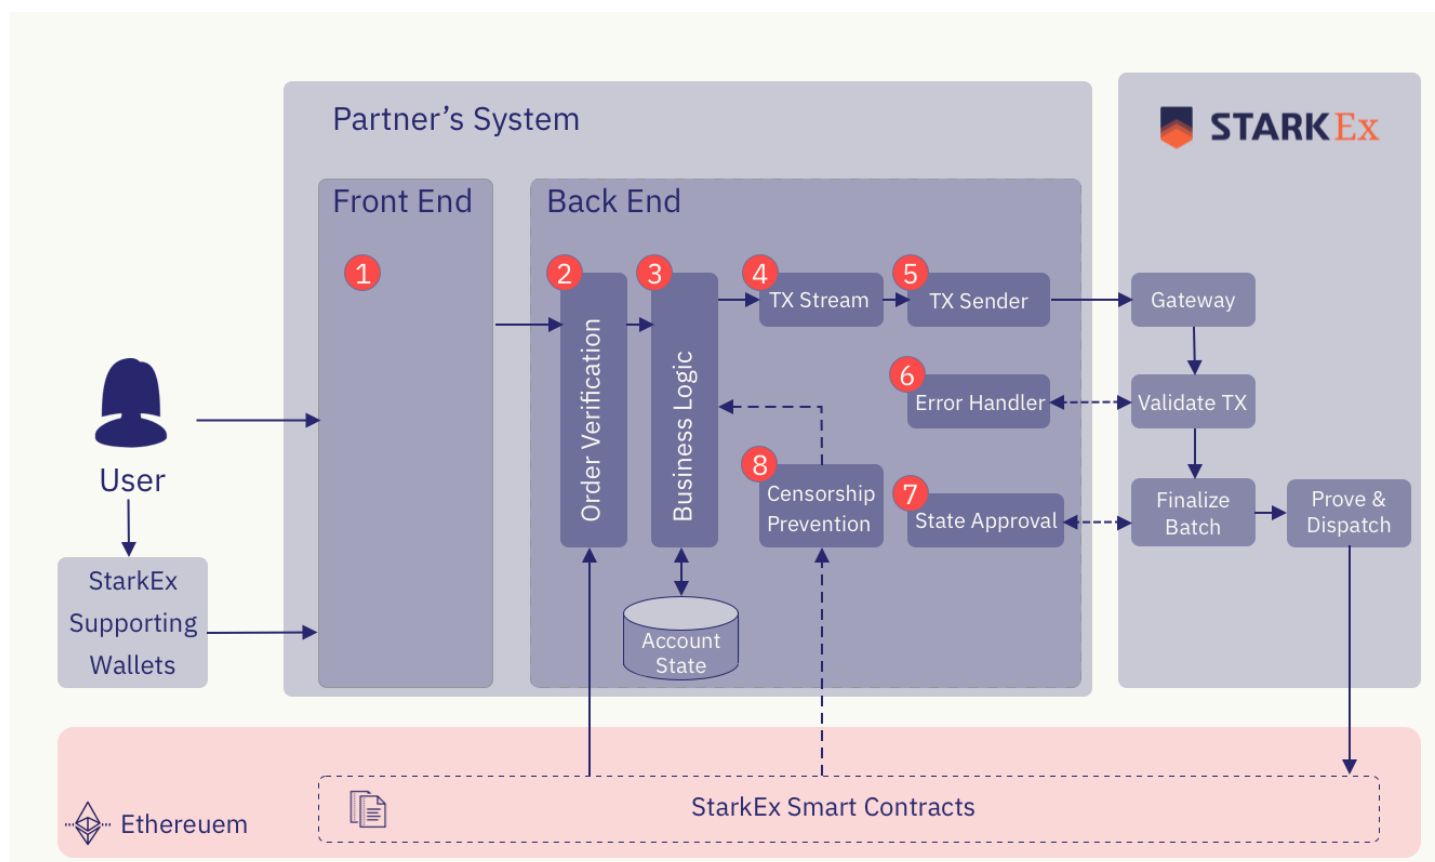 Partner’s System
STARKEx
Front End
Back End
1
2
3
4
5
TX Stream
TX Sender
Gateway
Order Verification
Business Logic
6
Error Handler
Validate TX
8
Censorship
Prevention
7
State Approval
Finalize
Batch
Prove &
Dispatch
User
StarkEx
Supporting
Wallets
Account
State
Ethereuem
StarkEx Smart Contracts